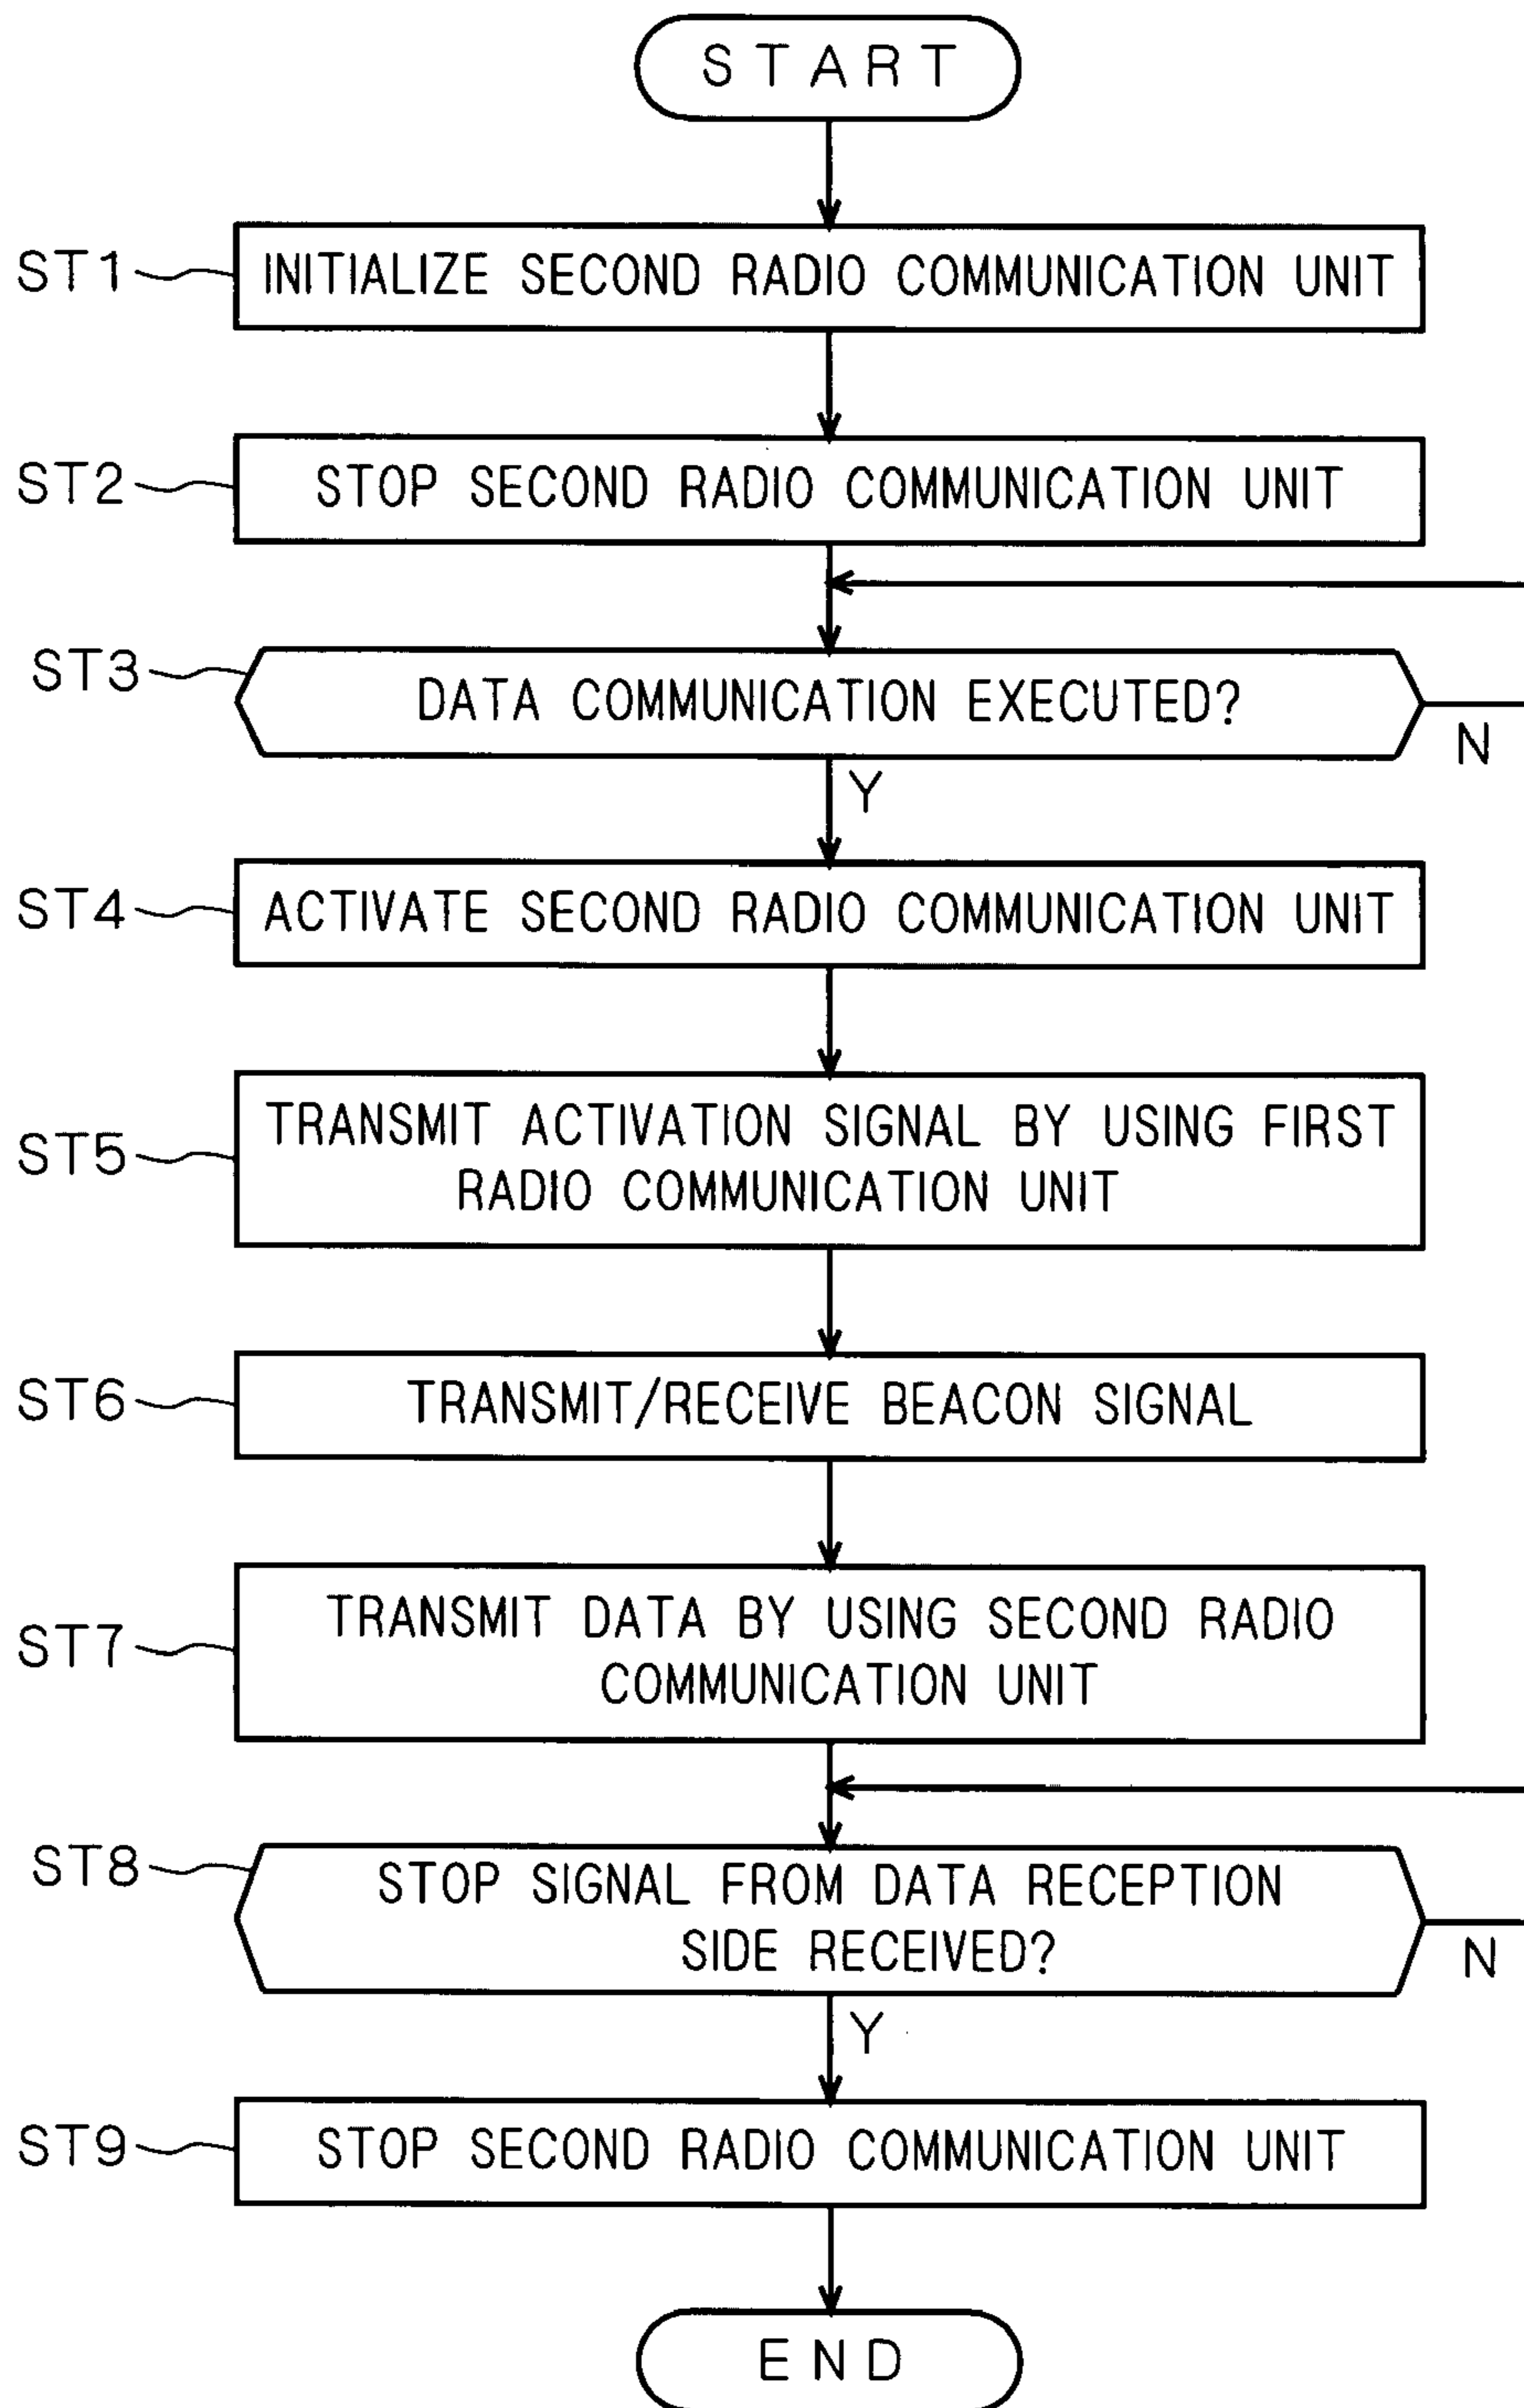 START
ST1
INITIALIZE SECOND RADIO COMMUNICATION UNIT
ST2
STOP SECOND RADIO COMMUNICATION UNIT
ST3
DATA COMMUNICATION EXECUTED?
N
Y
ST4
ACTIVATE SECOND RADIO COMMUNICATION UNIT
ST5
TRANSMIT ACTIVATION SIGNAL BY USING FIRST
RADIO COMMUNICATION UNIT
ST6
TRANSMIT/RECEIVE BEACON SIGNAL
ST7
TRANSMIT DATA BY USING SECOND RADIO
COMMUNICATION UNIT
ST8
STOP SIGNAL FROM DATA RECEPTION
SIDE RECEIVED?
N
Y
ST9
STOP SECOND RADIO COMMUNICATION UNIT
END